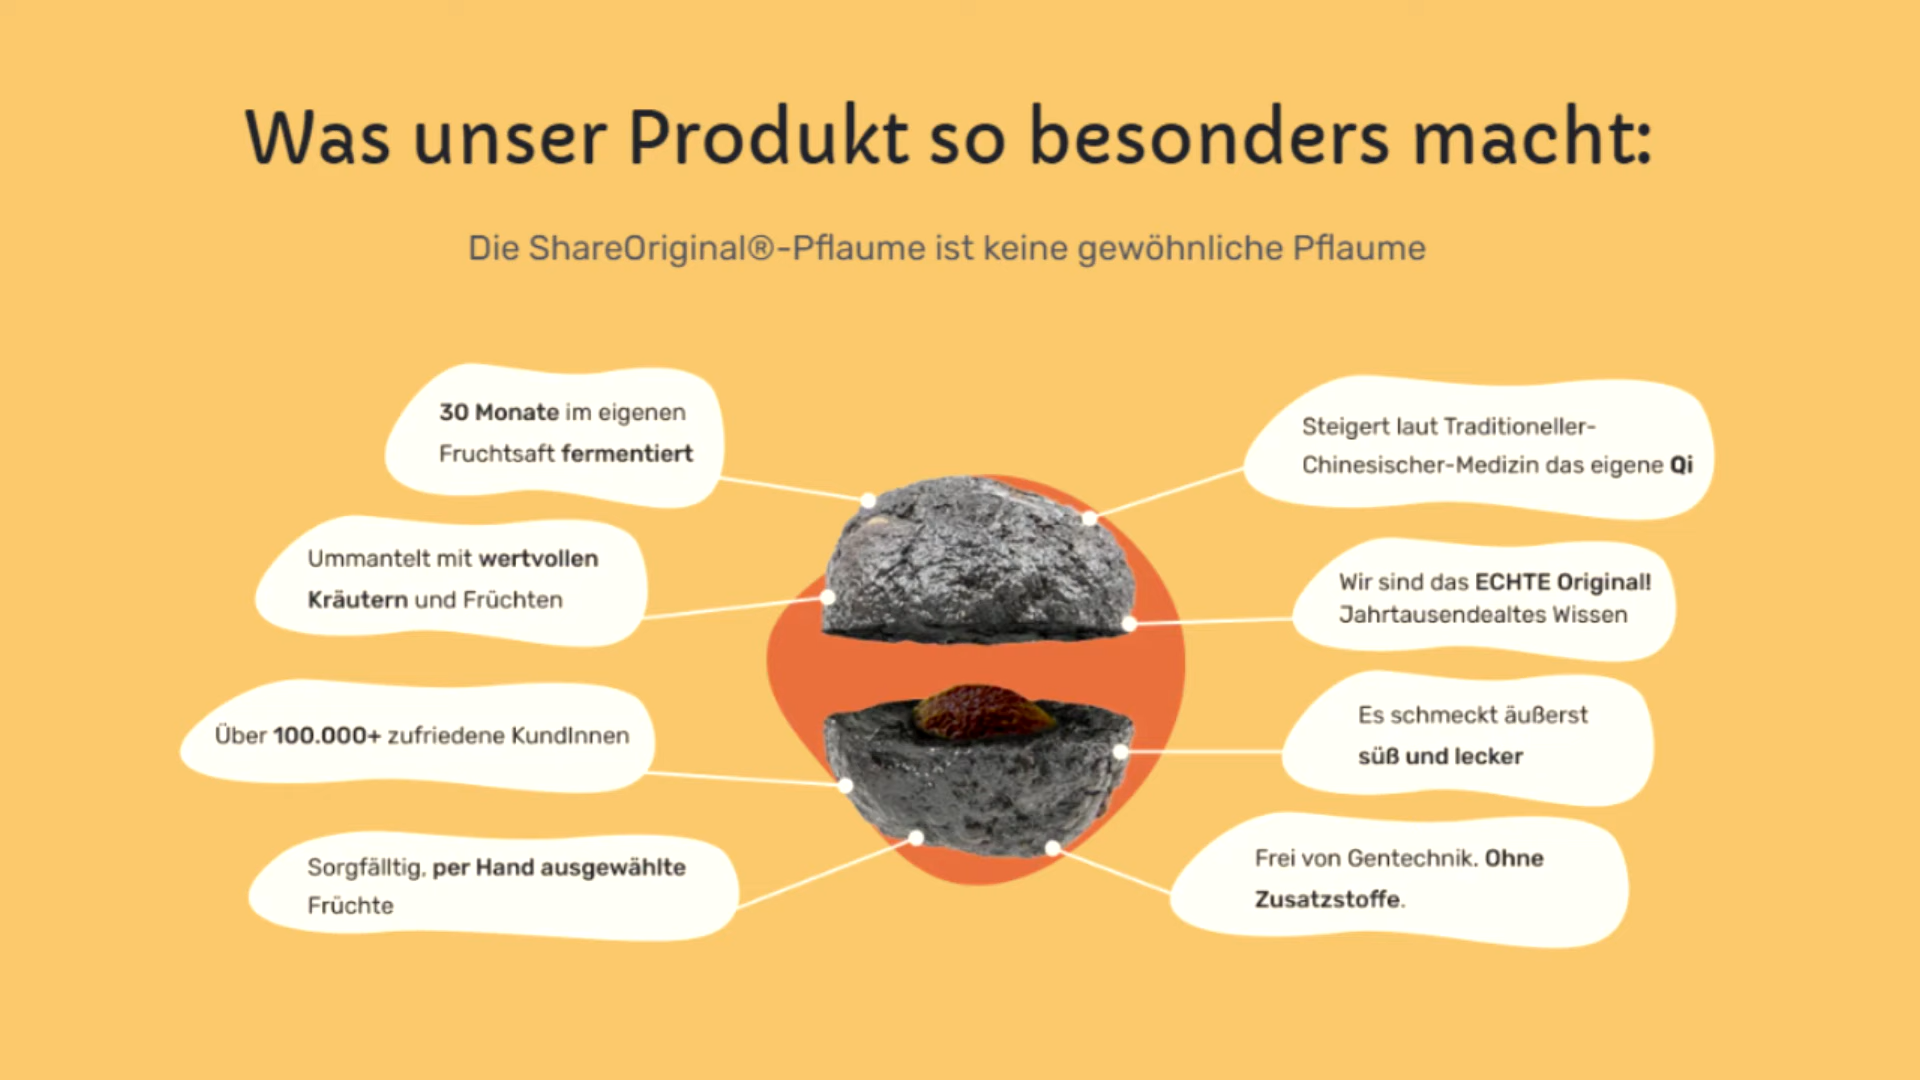 Was unser Produkt so besonders macht:
Die ShareOriginal®-Pflaume ist keine gewöhnliche Pflaume
30 Monate im eigenen
Fruchtsaft fermentiert
Ummantelt mit wertvollen
Kräutern und Früchten
Über 100.000+ zufriedene KundInnen
Sorgfälltig, per Hand ausgewählte
Früchte
Steigert laut Traditioneller-
Chinesischer-Medizin das eigene Qi
Wir sind das ECHTE Original!
Jahrtausendealtes Wissen
Es schmeckt äußerst
süß und lecker
Frei von Gentechnik. Ohne
Zusatzstoffe.